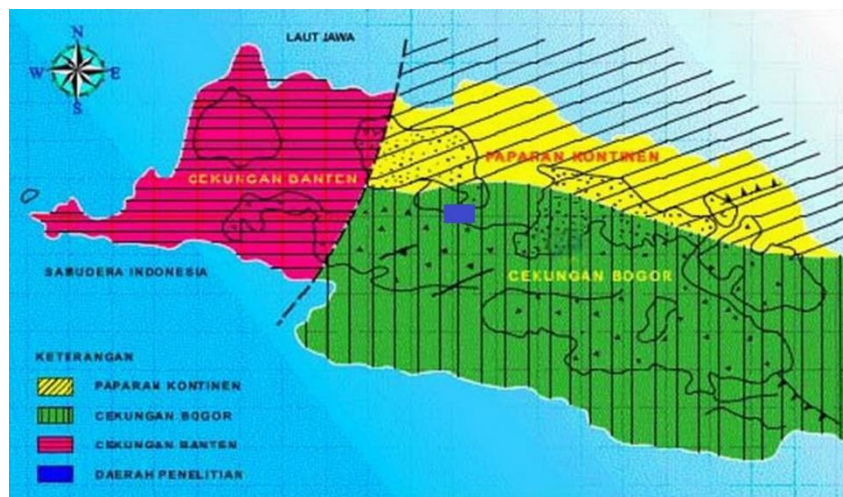 LAUT JAWA
N
W E
S
PAPARAN KONTINEN
CEKUNGAN BANTEN
SAMUDERA INDONESIA
CEKUNGAN BOGOR
KETERANGAN
PAPARAN KONTINEN
CEKUNGAN BOGOR
CEKUNGAN BANTEN
DAERAH PENELITIAN